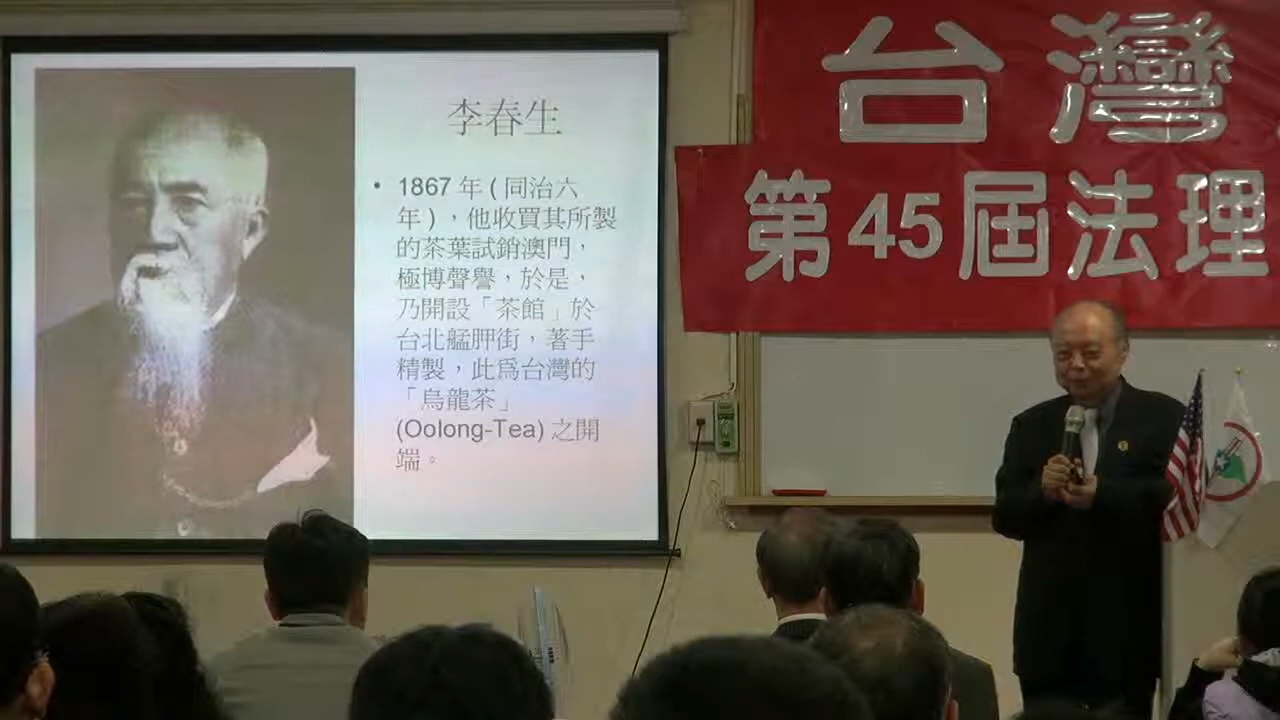 李春生
• 1867 年 ( 同治六
年 ) ，他收買其所製
的茶葉試銷澳門，
極博聲譽，於是，
乃開設「茶館」於
台北艋胛街，著手
精製，此為台灣的
「烏龍茶」
(Oolong-Tea) 之開
端。
台灣
第45屆法理